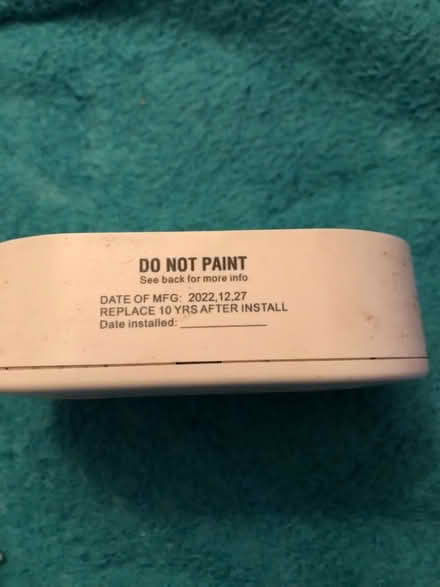 DO NOT PAINT
See back for more info
DATE OF MFG: 2022,12,27
REPLACE 10 YRS AFTER INSTALL
Date installed: ______________